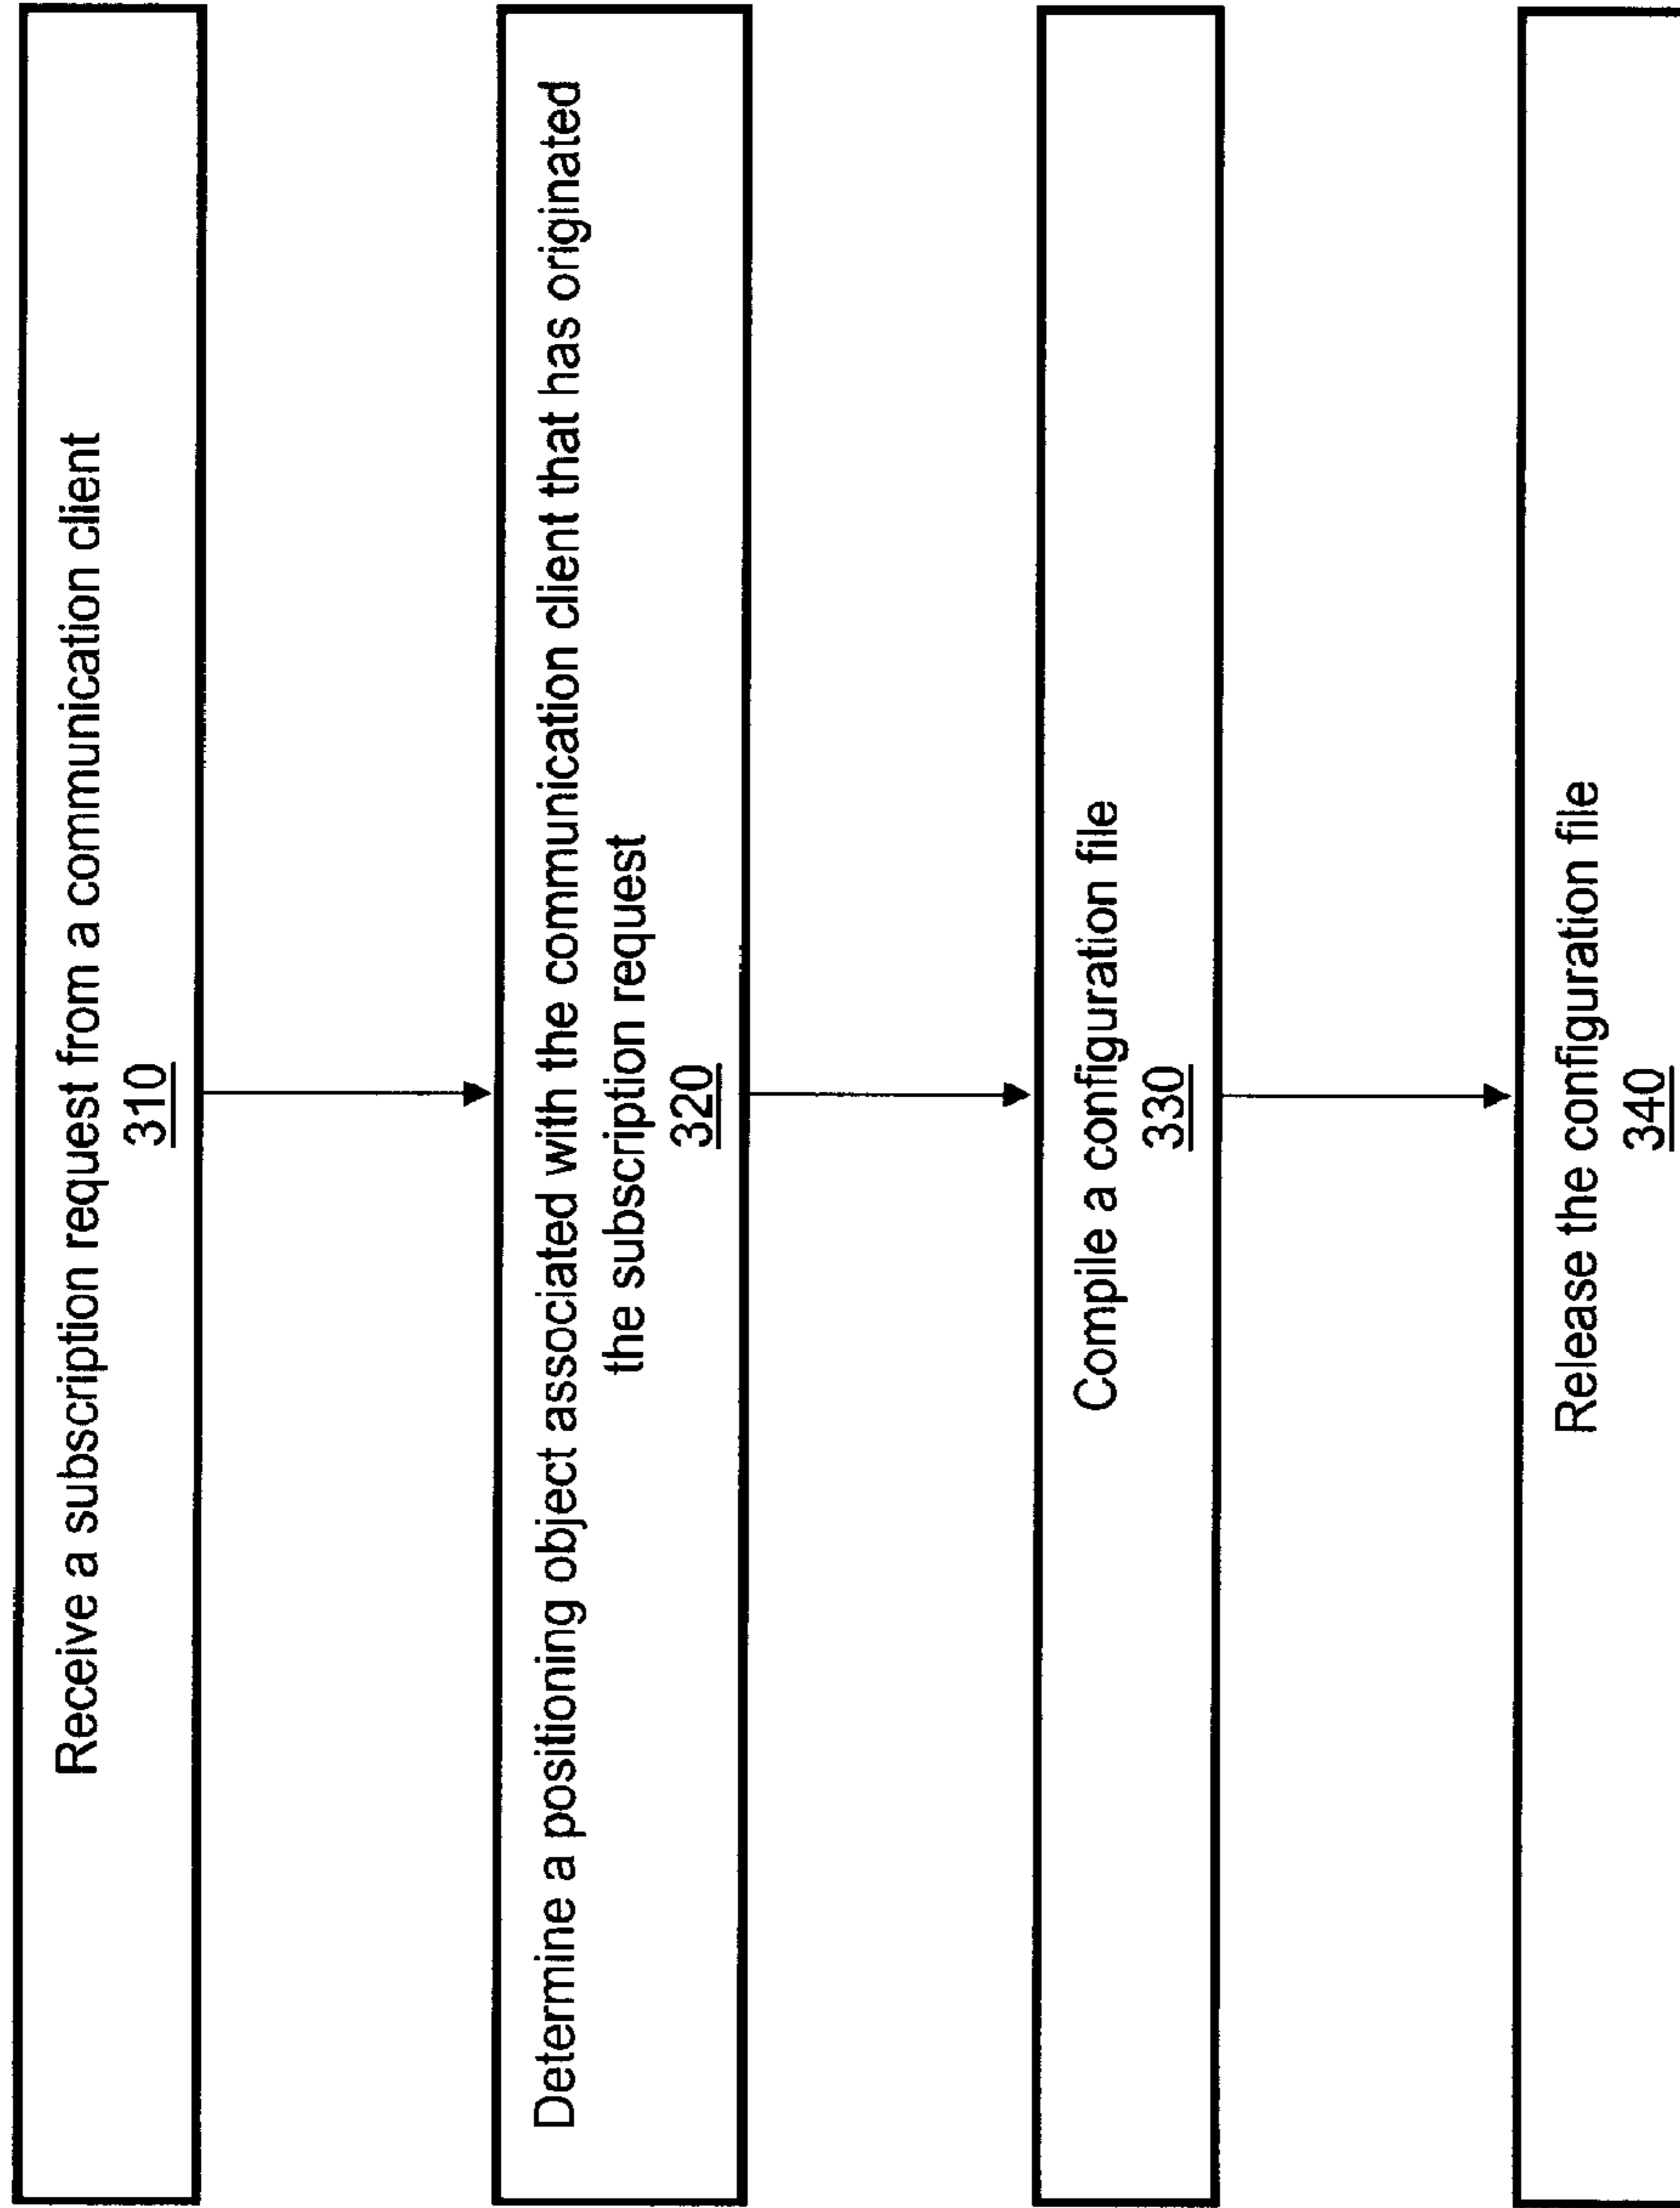 Receive a subscription request from a communication client
310
Determine a positioning object associated with the communication client that has originated
the subscription request
320
Compile a configuration file
330
Release the configuration file
340